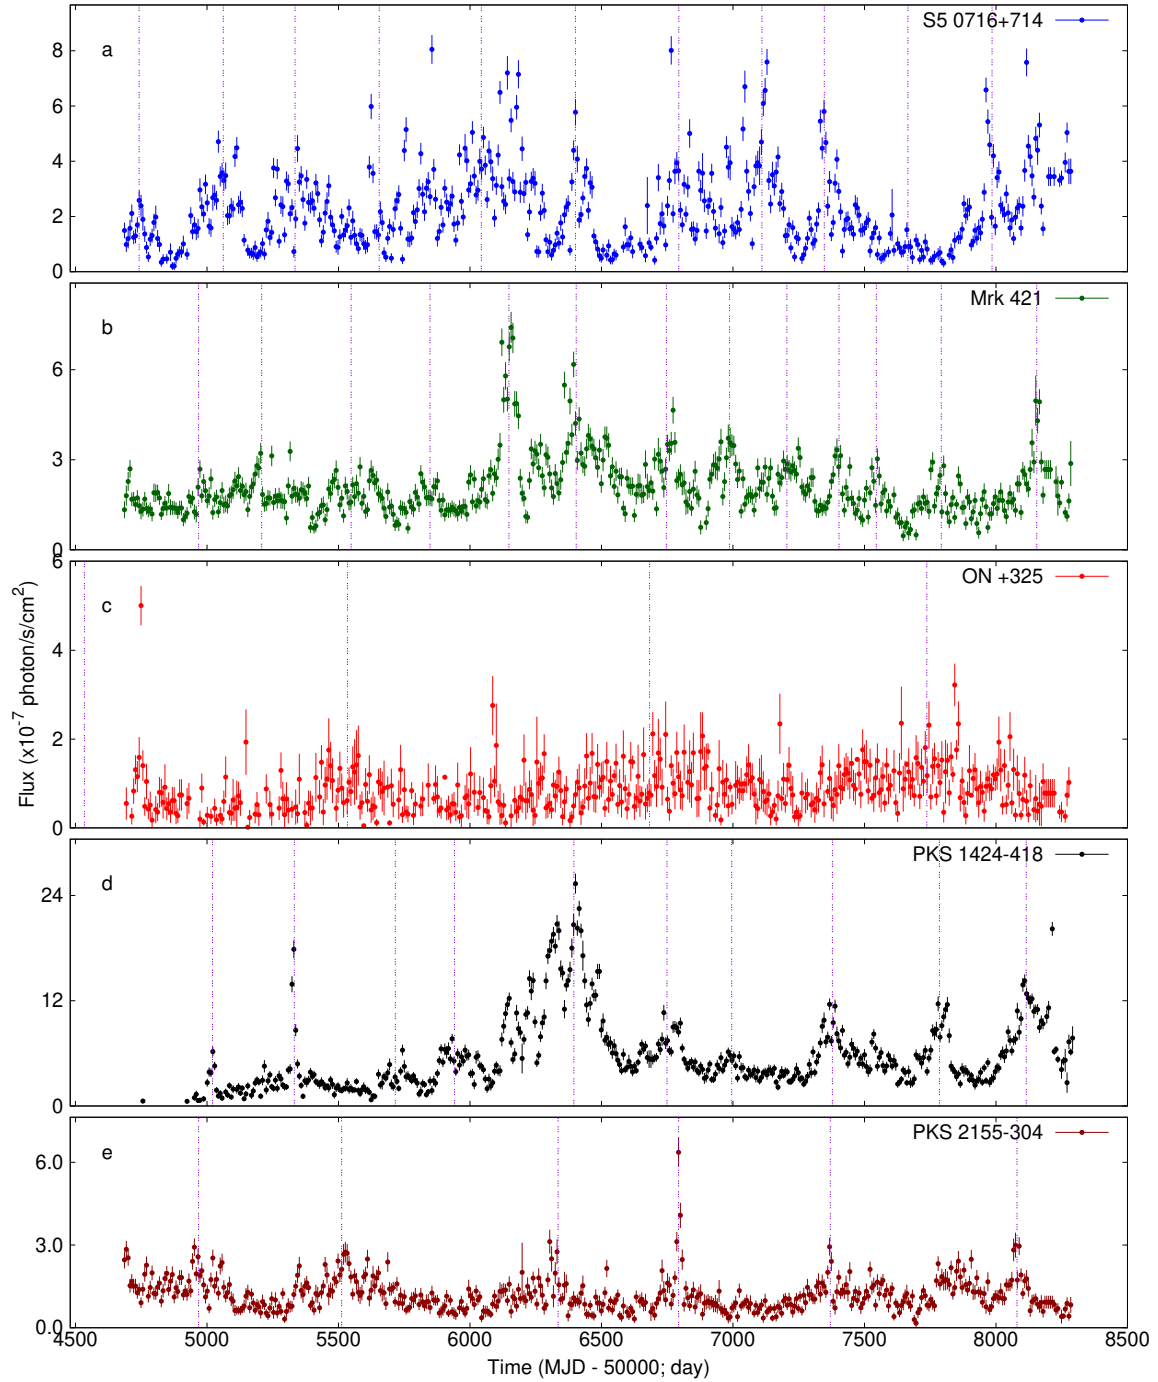 S5 0716+714
a
8
6
4
2
0
Mrk 421
b
6
3
0
6
ON +325
c
4
2
0
Flux (x10-7 photon/s/cm2)
PKS 1424-418
d
24
12
0
PKS 2155-304
e
6.0
3.0
0.0
4500 5000 5500 6000 6500 7000 7500 8000 8500
Time (MJD - 50000; day)